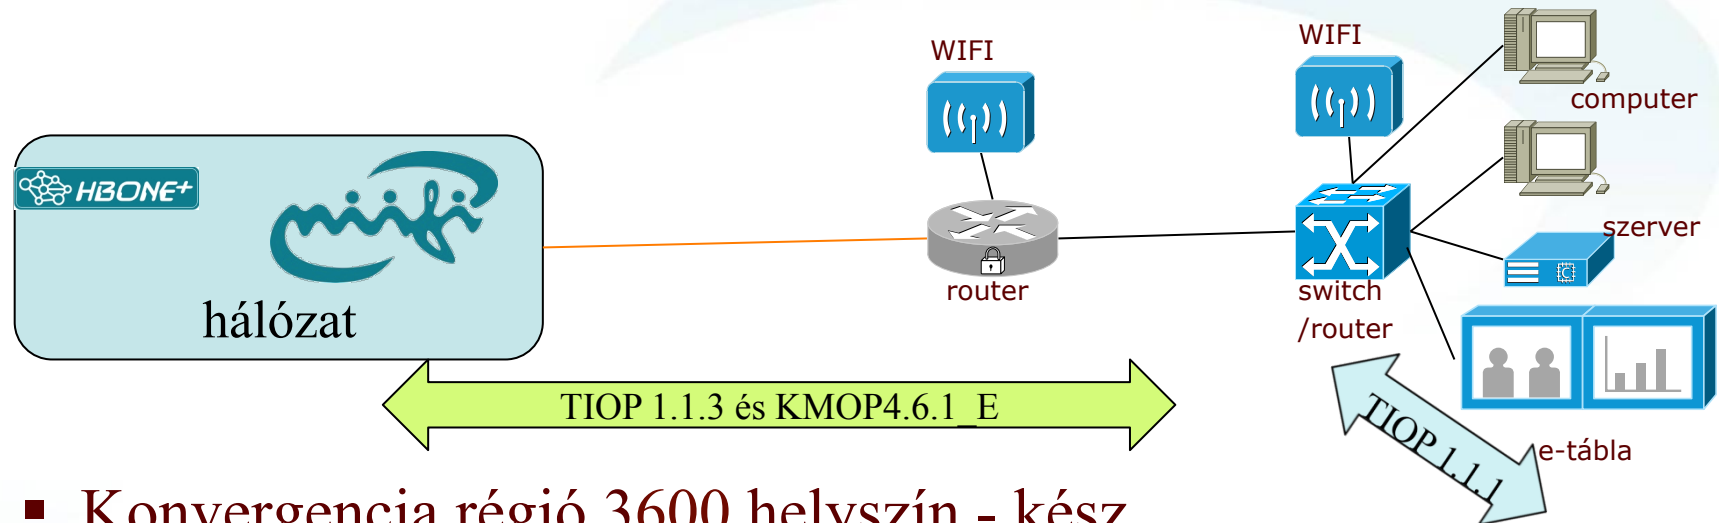 WIFI
WIFI
computer
HBONE+
niifi
szerver
hálózat
router
switch
/router
TIOP 1.1.3 és KMOP4.6.1_E
TIOP 1.1.1
e-tábla
▪ Konvergencia régió 3600 helyszín - kész